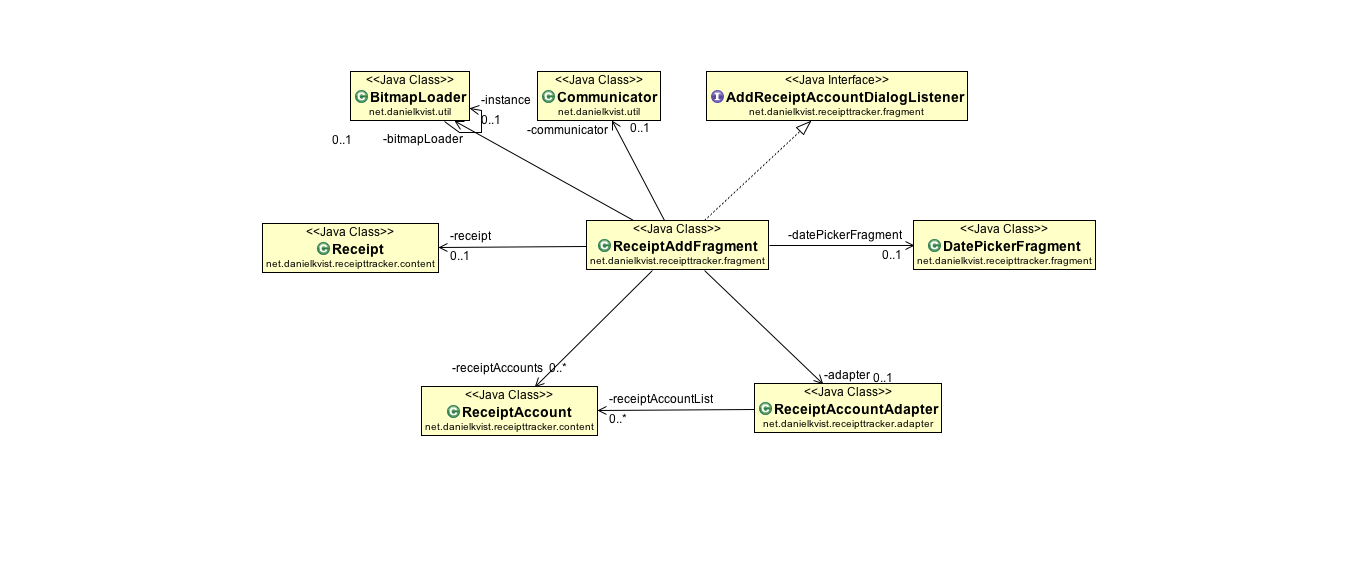 <<Java Class>>
BitmapLoader
net.danielkvist.util
-instance
0..1
<<Java Class>>
Communicator
net.danielkvist.util
<<Java Interface>>
AddReceiptAccountDialogListener
net.danielkvist.receipttracker.fragment
0..1
-bitmapLoader
-communicator
0..1
<<Java Class>>
Receipt
net.danielkvist.receipttracker.content
-receipt
0..1
<<Java Class>>
ReceiptAddFragment
net.danielkvist.receipttracker.fragment
-datePickerFragment
0..1
<<Java Class>>
DatePickerFragment
net.danielkvist.receipttracker.fragment
-receiptAccounts
0..*
-adapter
0..1
<<Java Class>>
ReceiptAccount
net.danielkvist.receipttracker.content
-receiptAccountList
0..*
<<Java Class>>
ReceiptAccountAdapter
net.danielkvist.receipttracker.adapter